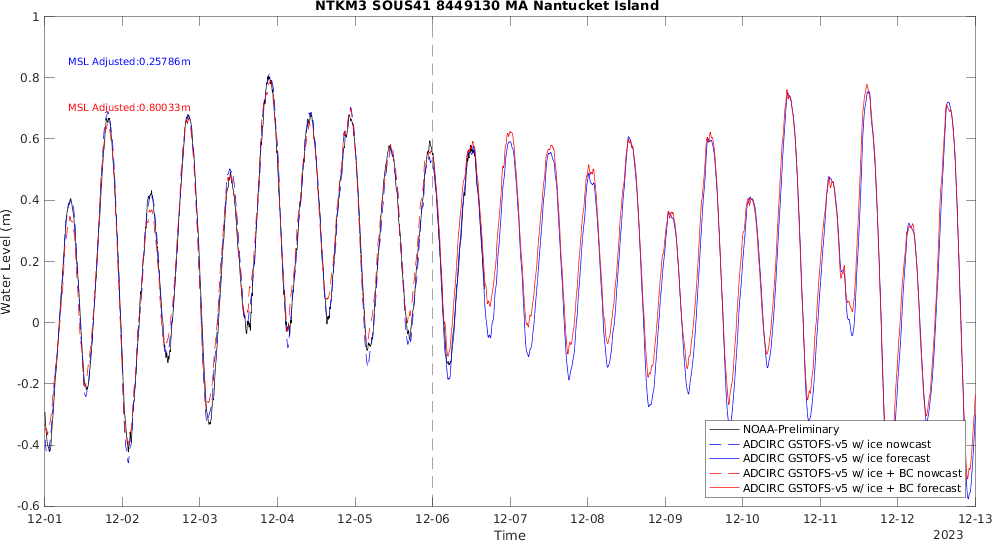 NTKM3 SOUS41 8449130 MA Nantucket Island
MSL Adjusted:0.25786m
MSL Adjusted:0.80033m
Water Level (m)
1
0.8
0.6
0.4
0.2
0
-0.2
-0.4
-0.6
NOAA-Preliminary
ADCIRC GSTOFS-v5 w/ ice nowcast
ADCIRC GSTOFS-v5 w/ ice forecast
ADCIRC GSTOFS-v5 w/ ice + BC nowcast
ADCIRC GSTOFS-v5 w/ ice + BC forecast
12-01 12-02 12-03 12-04 12-05 12-06 12-07 12-08 12-09 12-10 12-11 12-12 12-13
Time
2023